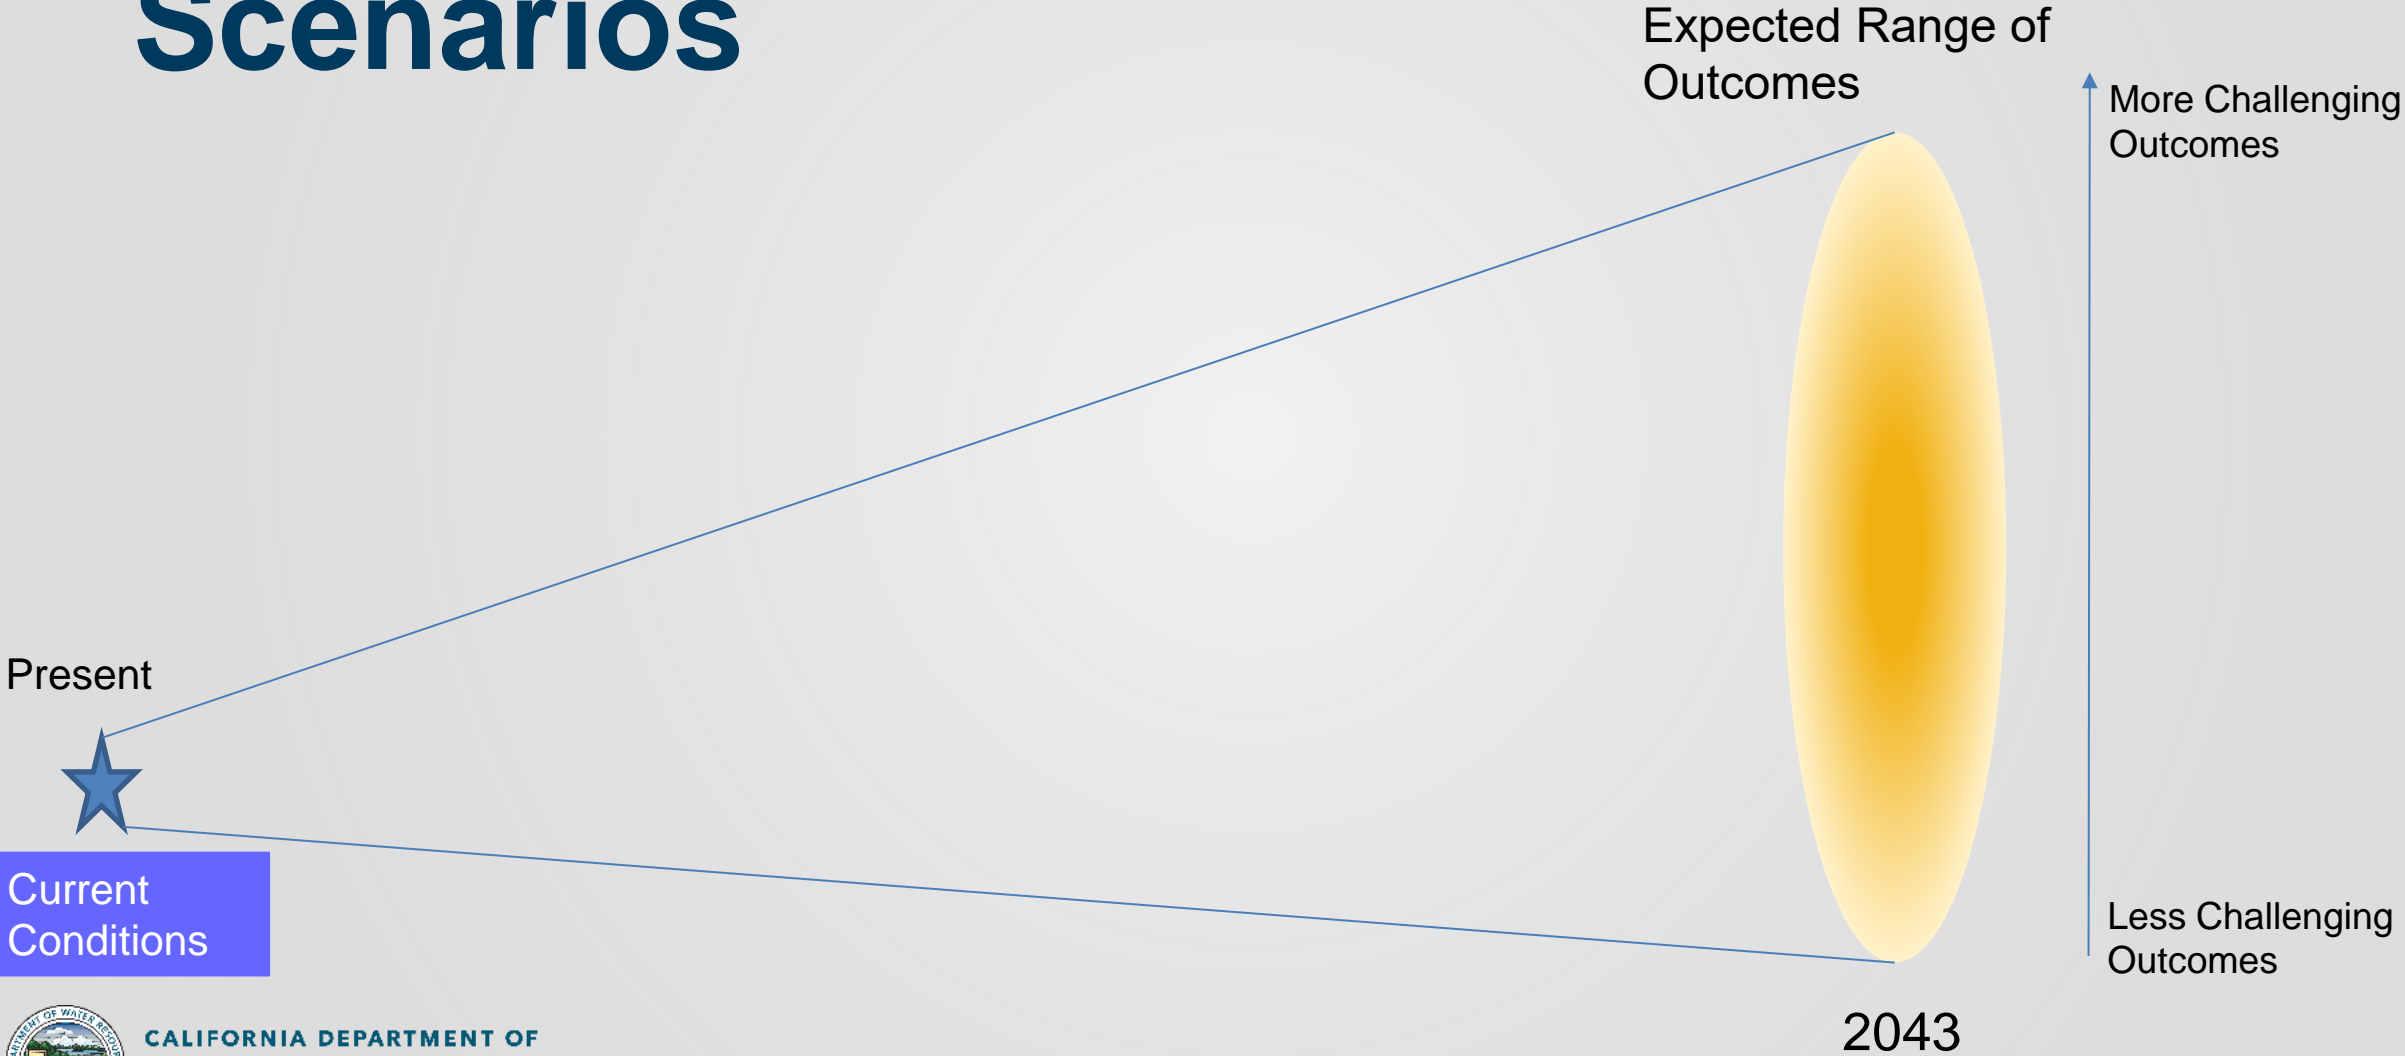 Scenarios
Expected Range of
Outcomes
More Challenging
Outcomes
Present
Current
Conditions
Less Challenging
Outcomes
2043
CALIFORNIA DEPARTMENT OF